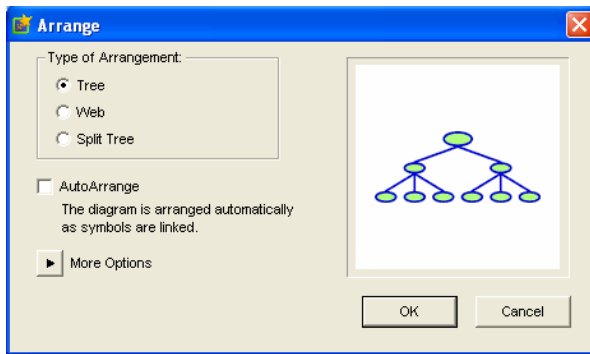 Arrange
Type of Arrangement:
Tree
Web
Split Tree
AutoArrange
The diagram is arranged automatically
as symbols are linked.
More Options
OK
Cancel